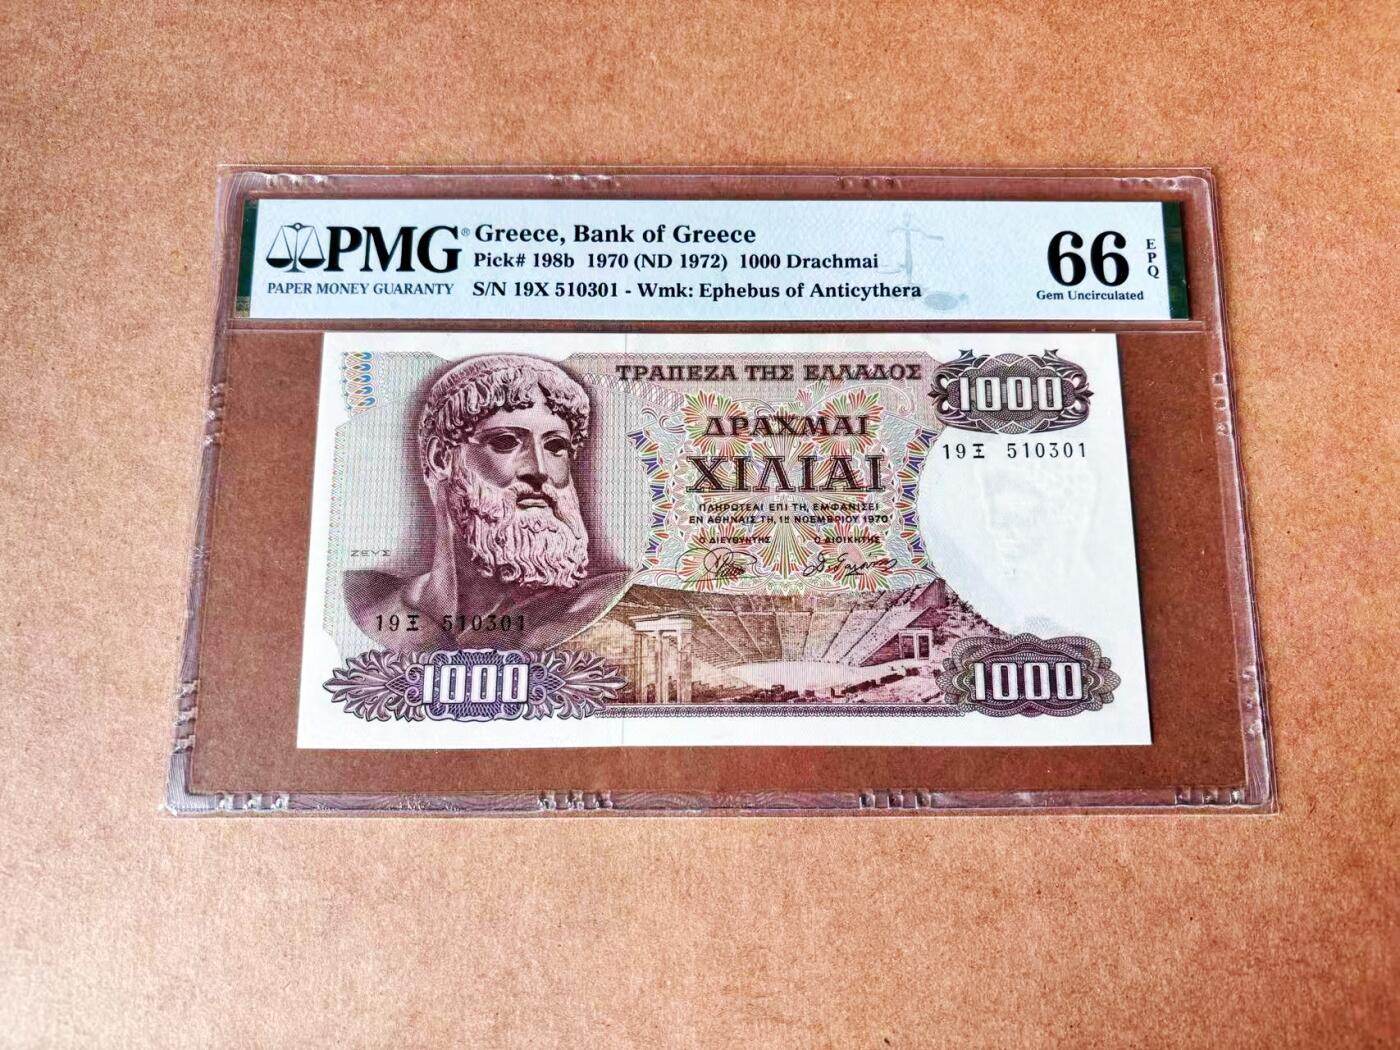 PMG®
PAPER MONEY GUARANTY
Greece, Bank of Greece
Pick# 198b 1970 (ND 1972) 1000 Drachmai
S/N 19X 510301 - Wmk: Ephebus of Anticythera
66
EPQ
Gem Uncirculated
ΤΡΑΠΕΖΑ ΤΗΣ ΕΛΛΑΔΟΣ
1000
ΔΡΑΧΜΑΙ
ΧΙΛΙΑΙ
19Ξ 510301
ΠΛΗΡΩΤΕΑΙ ΕΠΙ ΤΗ, ΕΜΦΑΝΙΣΕΙ
ΕΝ ΑΘΗΝΑΙΣ ΤΗ, 1Η ΝΟΕΜΒΡΙΟΥ 1970
Ο ΔΙΕΥΘΥΝΤΗΣ Ο ΔΙΟΙΚΗΤΗΣ
ΖΕΥΣ
19Ξ 510301
1000
1000